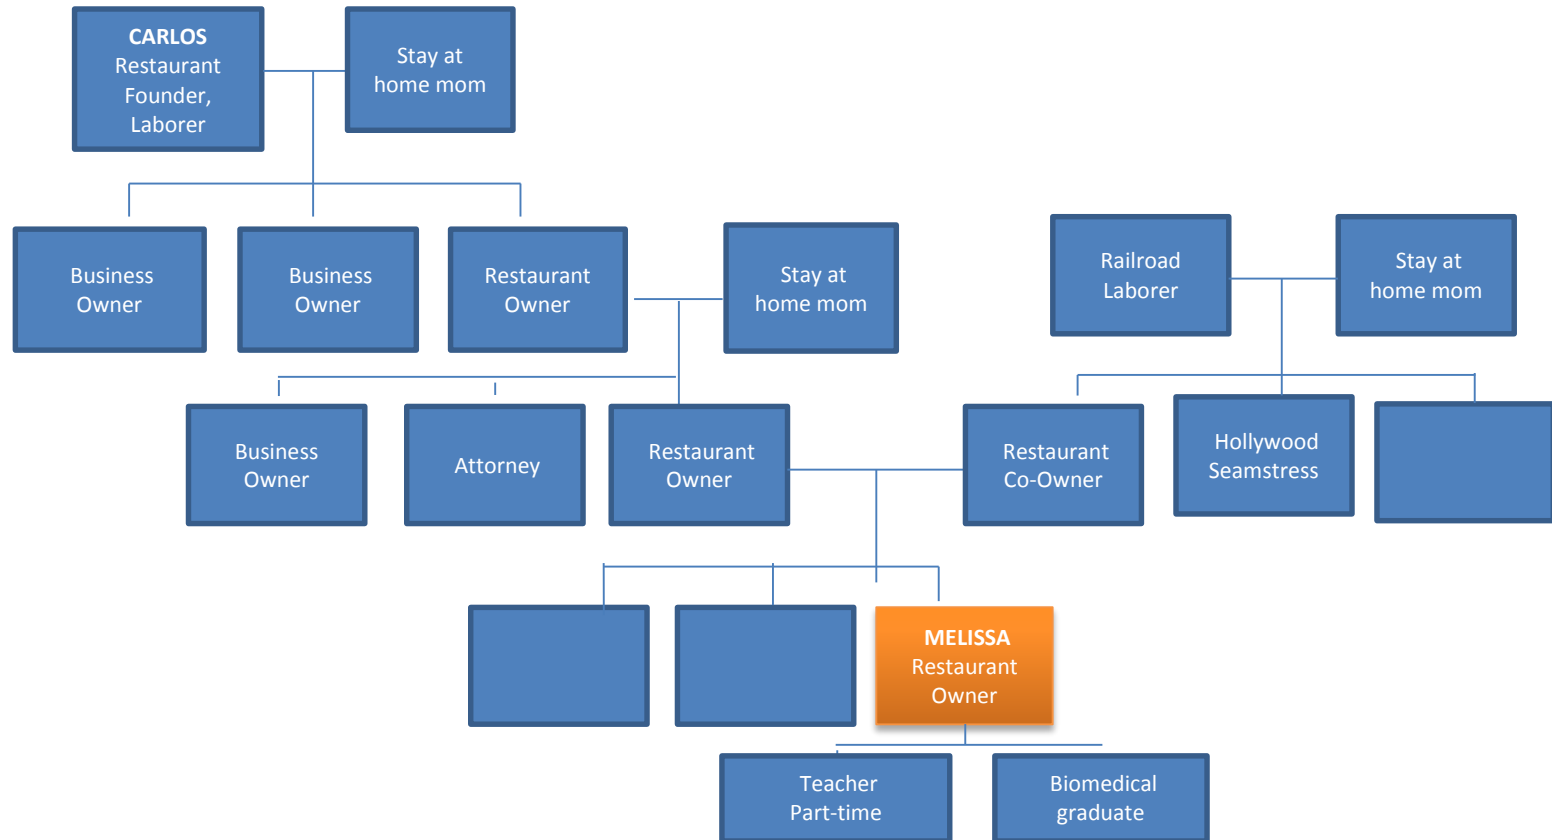 CARLOS
Restaurant
Founder,
Laborer
Stay at
home mom
Business
Owner
Business
Owner
Restaurant
Owner
Stay at
home mom
Railroad
Laborer
Stay at
home mom
Business
Owner
Attorney
Restaurant
Owner
Restaurant
Co-Owner
Hollywood
Seamstress
MELISSA
Restaurant
Owner
Teacher
Part-time
Biomedical
graduate